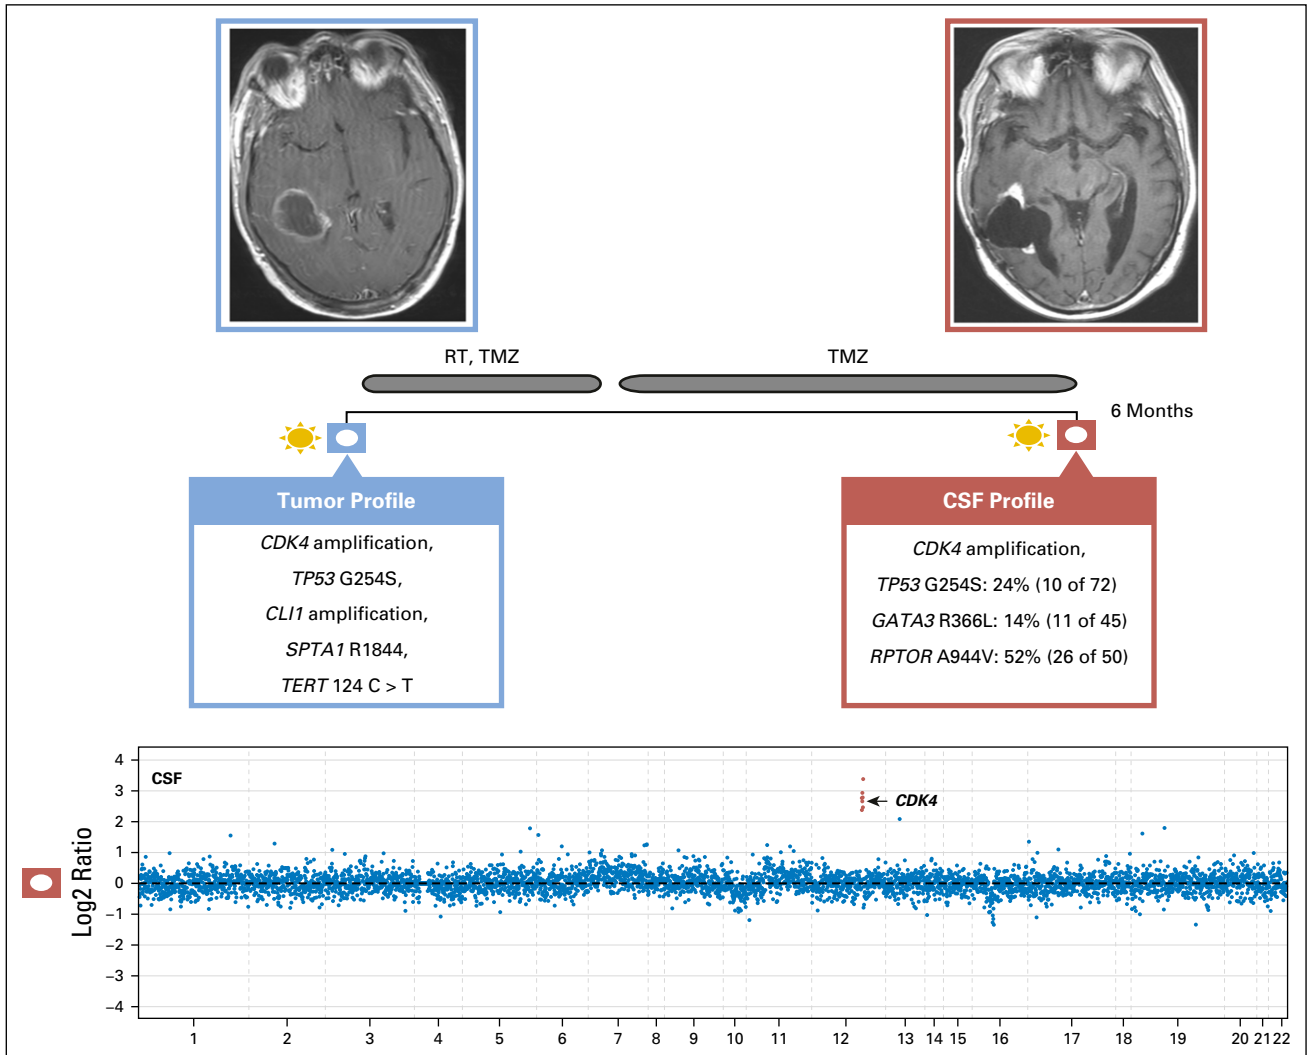 RT, TMZ
TMZ
6 Months
Tumor Profile
CDK4 amplification,
TP53 G254S,
CLI1 amplification,
SPTA1 R1844,
TERT 124 C > T
CSF Profile
CDK4 amplification,
TP53 G254S: 24% (10 of 72)
GATA3 R366L: 14% (11 of 45)
RPTOR A944V: 52% (26 of 50)
CSF
CDK4
Log2 Ratio
4
3
2
1
0
–1
–2
–3
–4
1 2 3 4 5 6 7 8 9 10 11 12 13 14 15 16 17 18 19 20 21 22